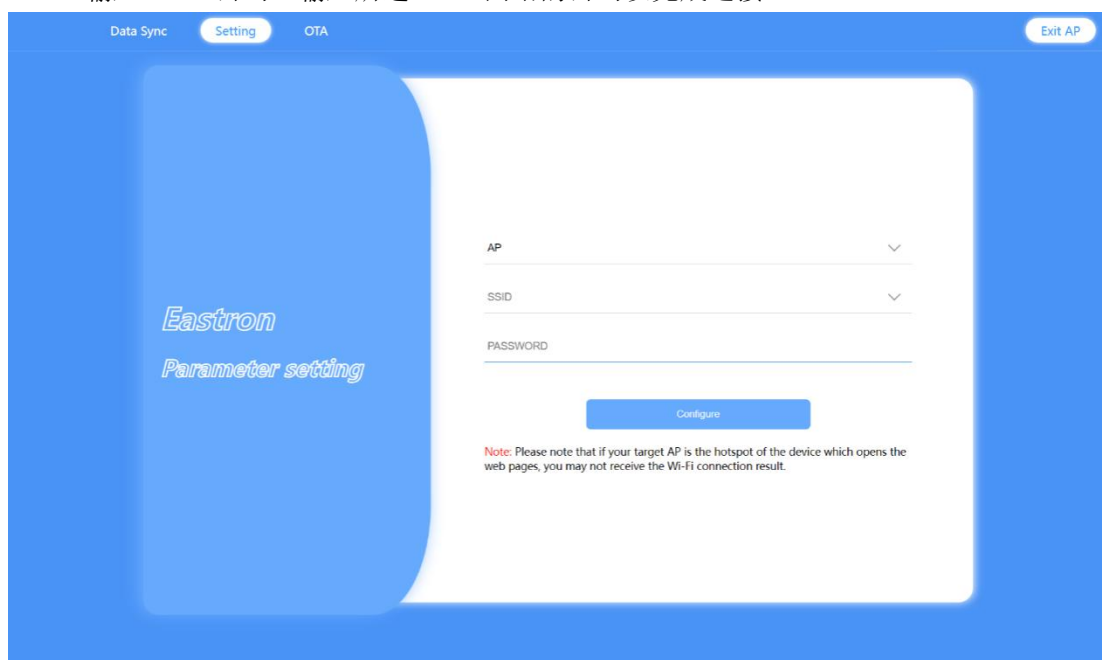 Data Sync
Setting
OTA
Exit AP
AP
SSID
Eastron
PASSWORD
Parameter setting
Configure
Note: Please note that if your target AP is the hotspot of the device which opens the
web pages, you may not receive the Wi-Fi connection result.